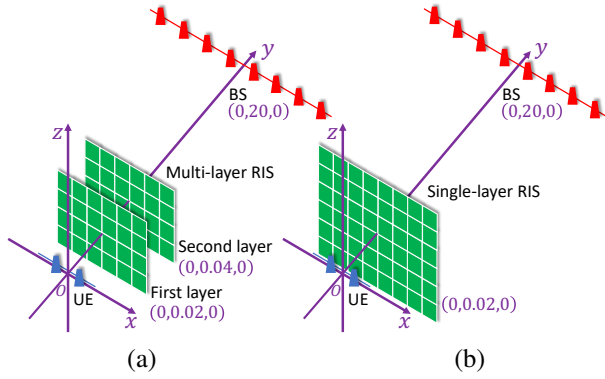 y
BS
(0,20,0)
z
Multi-layer RIS
Second layer
(0,0.04,0)
First layer
(0,0.02,0)
O
UE
x
(a)
y
BS
(0,20,0)
z
Single-layer RIS
(0,0.02,0)
O
UE
x
(b)